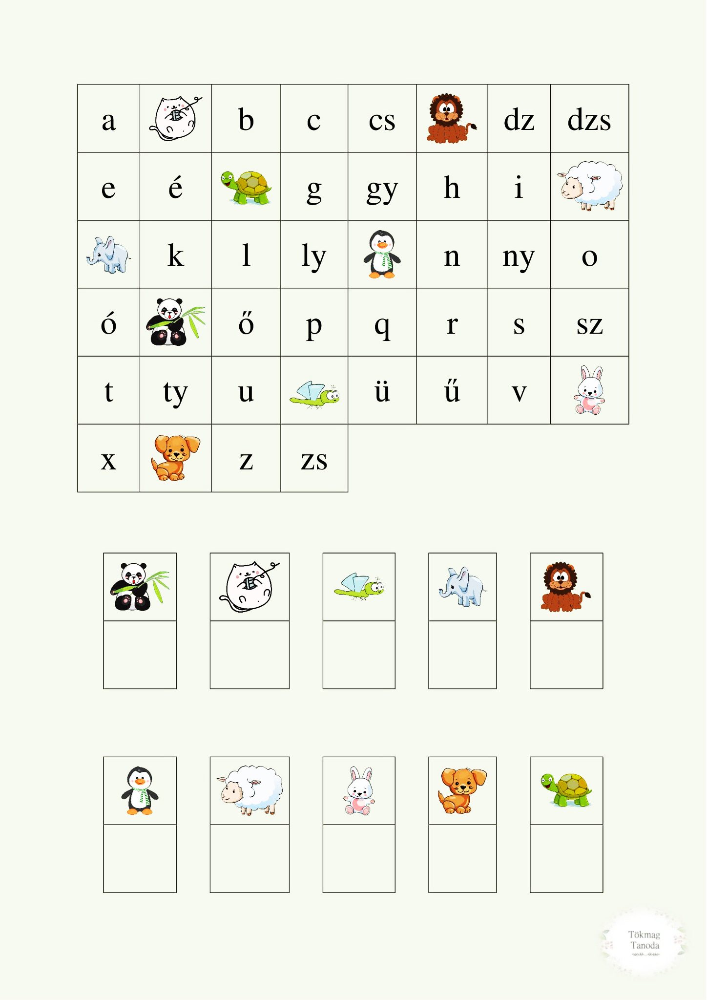 a b c cs dz dzs
e é g gy h i
k l ly n ny o
ó ő p q r s sz
t ty u ü ű v
x z zs
Tökmag
Tanoda